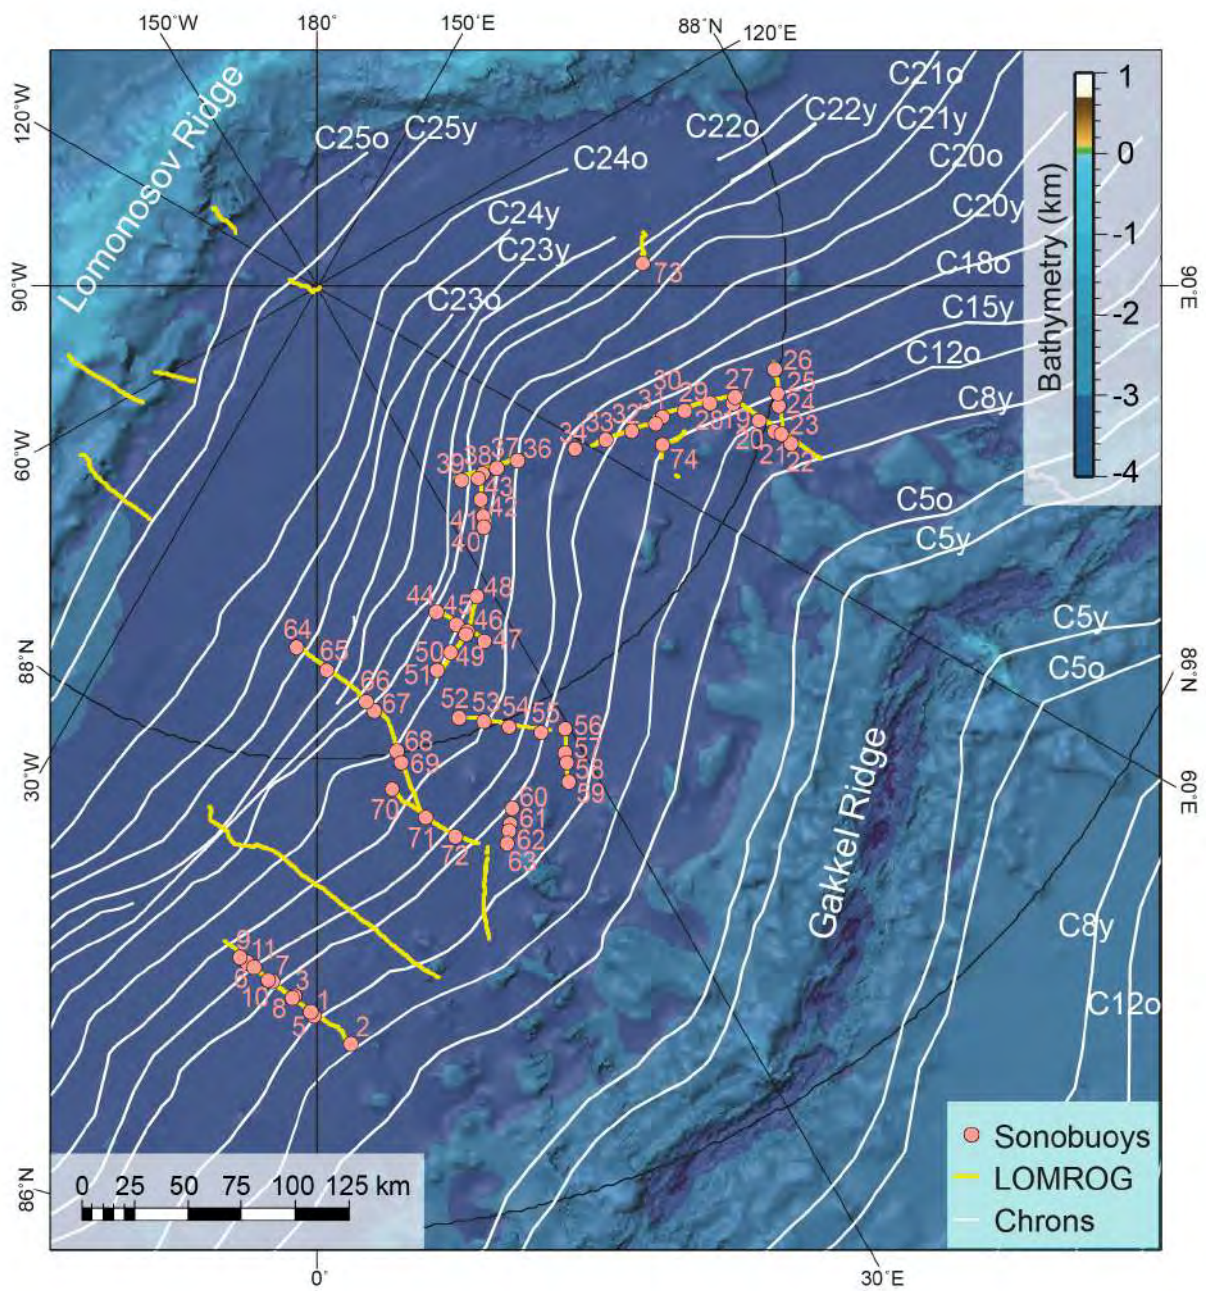 150°W
180°
150°E
88°N
120°E
120°W
90°W
60°W
88°N
30°W
86°N
0°
30°E
60°E
86°N
90°E
Lomonosov Ridge
Gakkel Ridge
C25o
C25y
C24o
C24y
C23y
C23o
C22o
C22y
C21o
C21y
C20o
C20y
C18o
C15y
C12o
C8y
C5o
C5y
C5y
C5o
C8y
C12o
73
26
25
24
23
22
21
20
19
27
28
29
30
31
32
33
34
74
36
37
38
39
43
42
41
40
48
44
45
46
47
49
50
51
52
53
54
55
56
57
58
59
60
61
62
63
64
65
66
67
68
69
70
71
72
9
11
6
7
10
3
8
1
5
2
Bathymetry (km)
1
0
-1
-2
-3
-4
0 25 50 75 100 125 km
Sonobuoys
LOMROG
Chrons